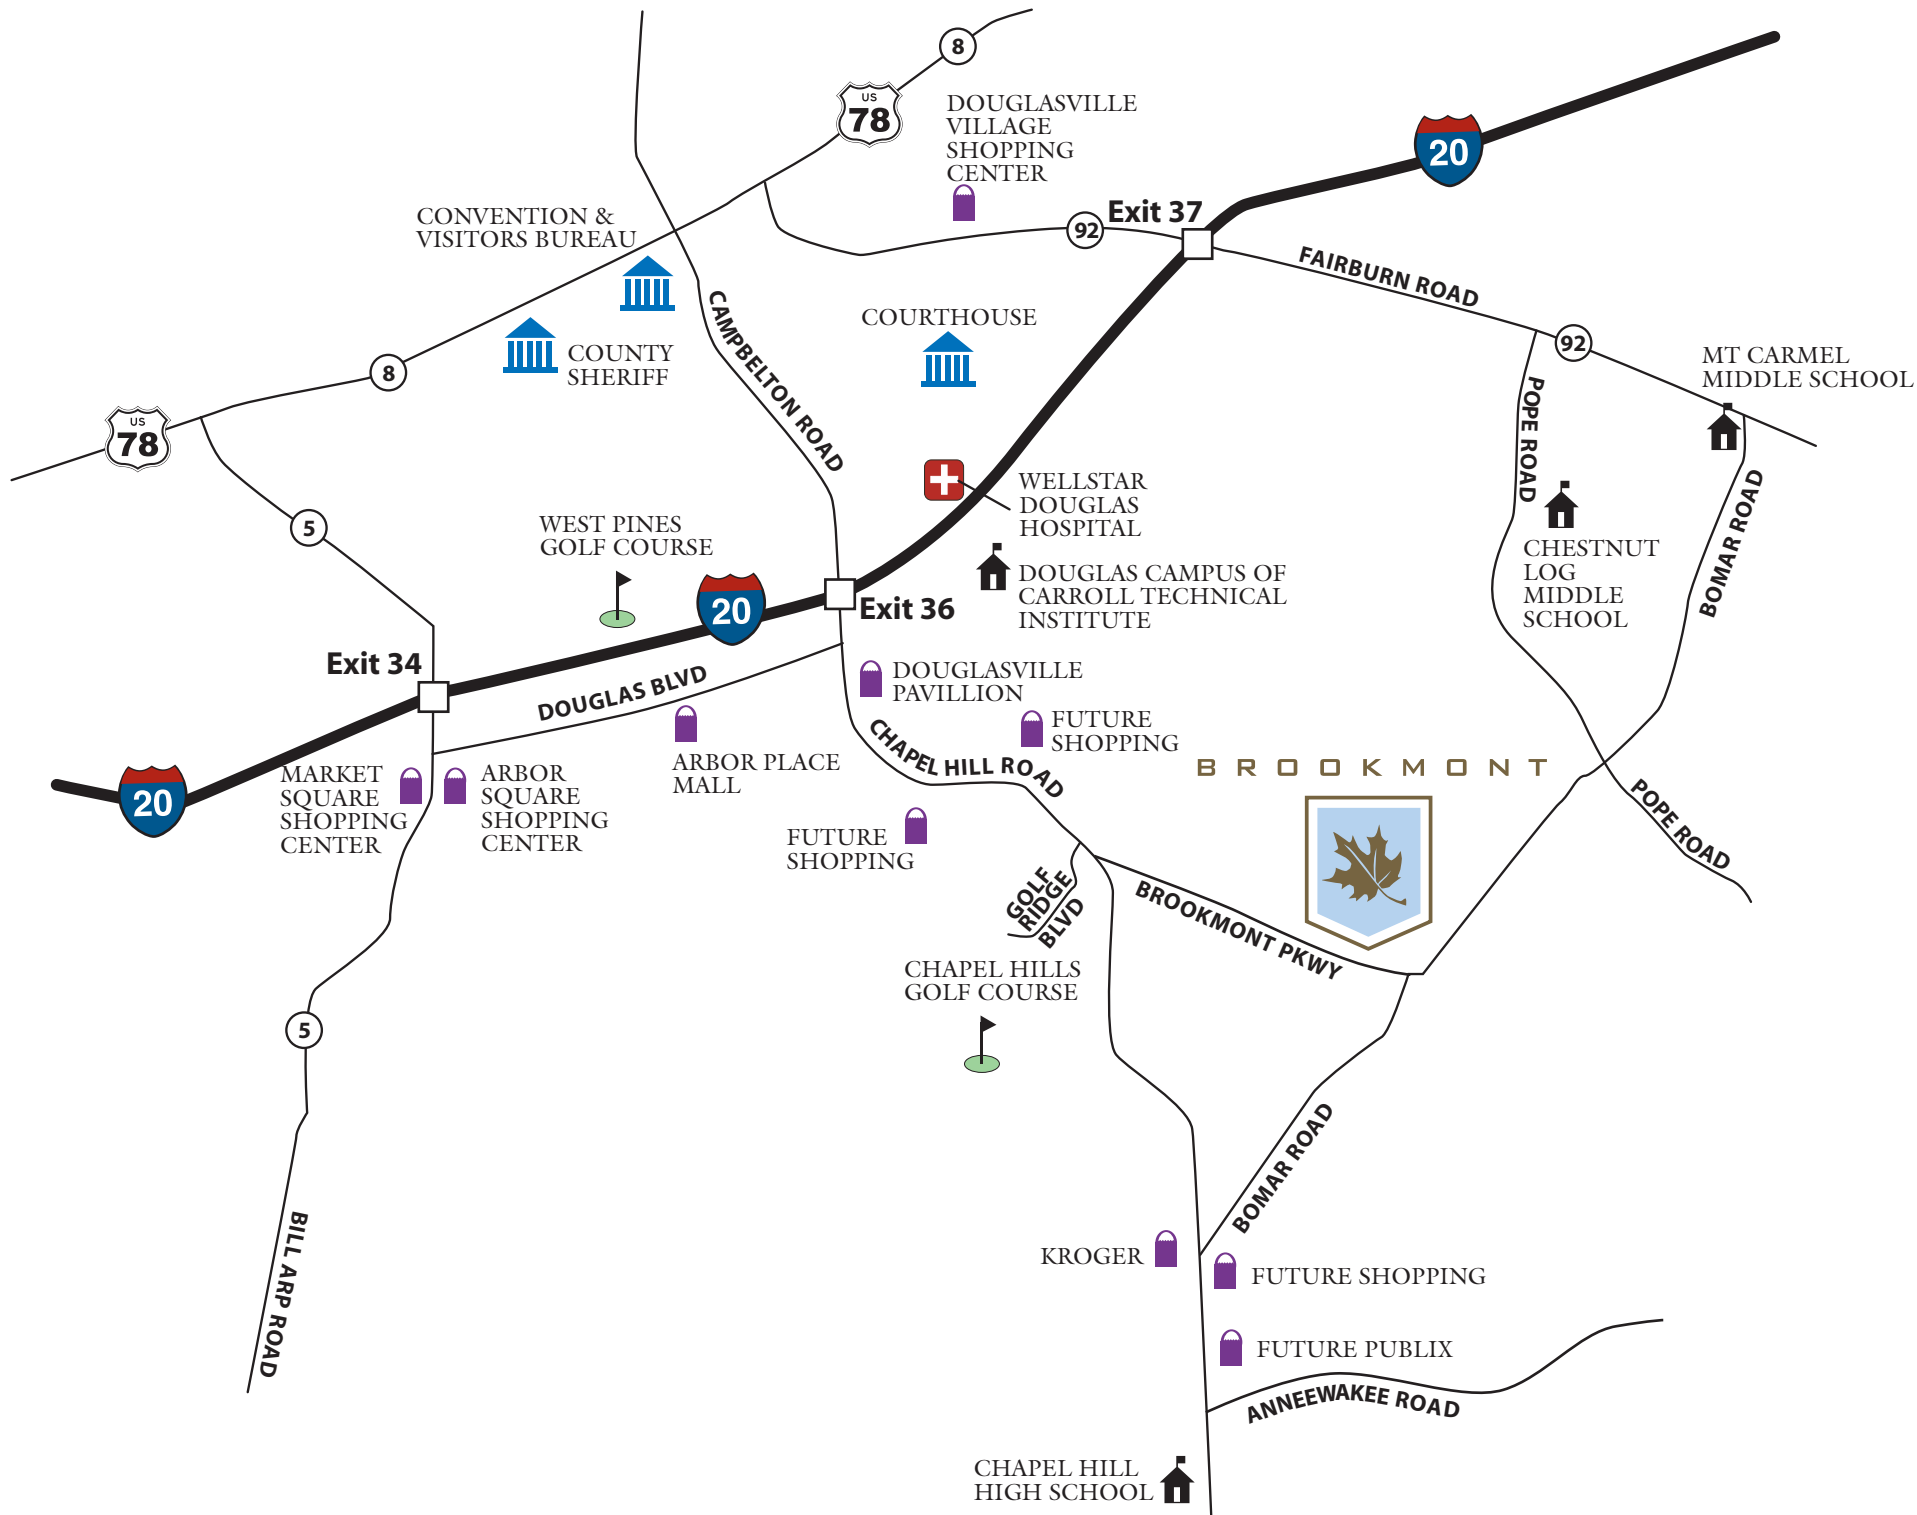 8
US
78
DOUGLASVILLE
VILLAGE
SHOPPING
CENTER
20
CONVENTION &
VISITORS BUREAU
92
Exit 37
FAIRBURN ROAD
CAMPBELTON ROAD
COURTHOUSE
COUNTY
SHERIFF
8
92
MT CARMEL
MIDDLE SCHOOL
US
78
POPE ROAD
5
WEST PINES
GOLF COURSE
WELLSTAR
DOUGLAS
HOSPITAL
CHESTNUT
LOG
MIDDLE
SCHOOL
BOMAR ROAD
DOUGLAS CAMPUS OF
CARROLL TECHNICAL
INSTITUTE
20
Exit 36
Exit 34
DOUGLAS BLVD
DOUGLASVILLE
PAVILLION
FUTURE
SHOPPING
CHAPEL HILL ROAD
ARBOR PLACE
MALL
BROOKMONT
20
MARKET
SQUARE
SHOPPING
CENTER
ARBOR
SQUARE
SHOPPING
CENTER
FUTURE
SHOPPING
POPE ROAD
GOLF
RIDGE
BLVD
BROOKMONT PKWY
CHAPEL HILLS
GOLF COURSE
5
BOMAR ROAD
BILL ARP ROAD
KROGER
FUTURE SHOPPING
FUTURE PUBLIX
ANNEEWAKEE ROAD
CHAPEL HILL
HIGH SCHOOL